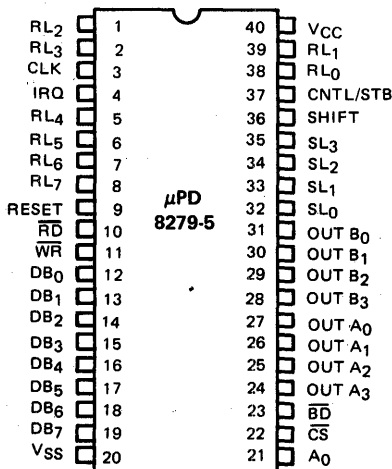 RL2 1 40 VCC
RL3 2 39 RL1
CLK 3 38 RL0
IRQ 4 37 CNTL/STB
RL4 5 36 SHIFT
RL5 6 35 SL3
RL6 7 34 SL2
RL7 8 33 SL1
RESET 9 32 SL0
μPD
8279-5
R̅D̅ 10 31 OUT B0
W̅R̅ 11 30 OUT B1
DB0 12 29 OUT B2
DB1 13 28 OUT B3
DB2 14 27 OUT A0
DB3 15 26 OUT A1
DB4 16 25 OUT A2
DB5 17 24 OUT A3
DB6 18 23 B̅D̅
DB7 19 22 C̅S̅
VSS 20 21 A0